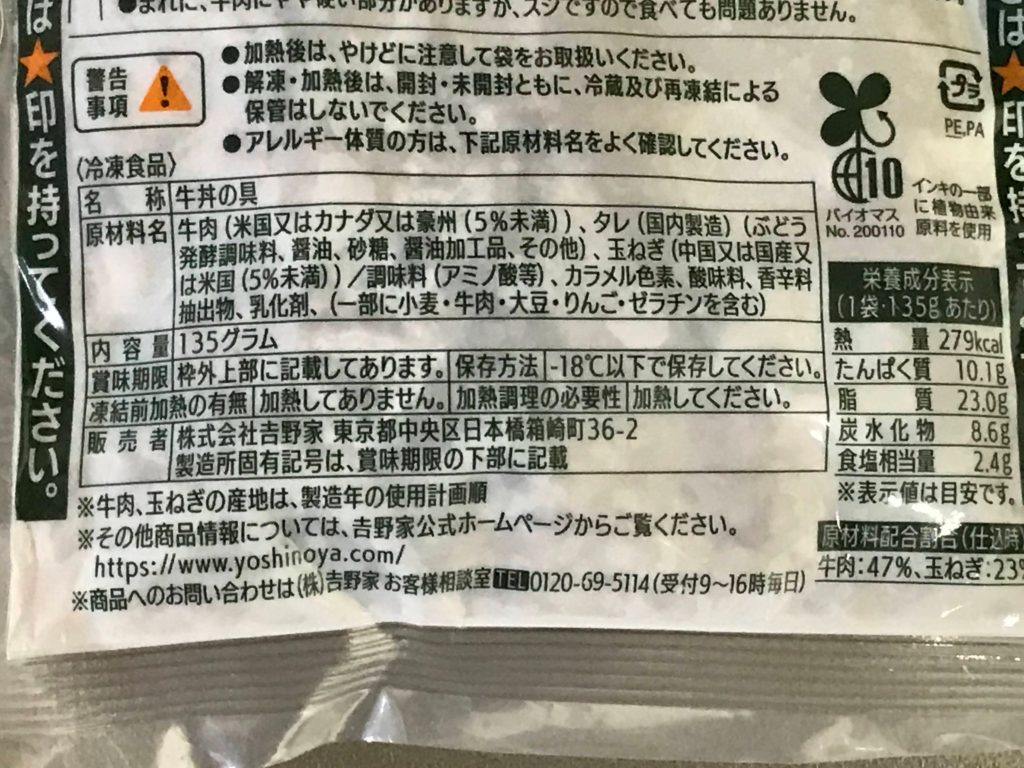 ●まれに、牛肉にやや硬い部分がありますが、スジですので食べても問題ありません。
警告
事項
●加熱後は、やけどに注意して袋をお取扱いください。
●解凍・加熱後は、開封・未開封ともに、冷蔵及び再凍結による
保管はしないでください。
●アレルギー体質の方は、下記原材料名をよく確認してください。
プラ
PE,PA
10
バイオマス
No. 200110
インキの一部
に植物由来
原料を使用
〈冷凍食品〉
名 称 牛丼の具
原材料名 牛肉(米国又はカナダ又は豪州(5%未満))、タレ(国内製造)(ぶどう
発酵調味料、醤油、砂糖、醤油加工品、その他)、玉ねぎ(中国又は国産又
は米国(5%未満))/調味料(アミノ酸等)、カラメル色素、酸味料、香辛料
抽出物、乳化剤、(一部に小麦・牛肉・大豆・りんご・ゼラチンを含む)
内容量 135グラム
賞味期限 枠外上部に記載してあります。 保存方法 -18℃以下で保存してください。
凍結前加熱の有無 加熱してありません。 加熱調理の必要性 加熱してください。
販売者 株式会社𠮷野家 東京都中央区日本橋箱崎町36-2
製造所固有記号は、賞味期限の下部に記載
※牛肉、玉ねぎの産地は、製造年の使用計画順
※その他商品情報については、𠮷野家公式ホームページからご覧ください。
https://www.yoshinoya.com/
※商品へのお問い合わせは(株)𠮷野家 お客様相談室 TEL 0120-69-5114(受付9~16時毎日)
栄養成分表示
(1袋・135gあたり)
熱 量 279kcal
たんぱく質 10.1g
脂 質 23.0g
炭水化物 8.6g
食塩相当量 2.4g
※表示値は目安です。
原材料配合割合(仕込時
牛肉:47%、玉ねぎ:23%
は★印を持ってください。
は★印を持っ